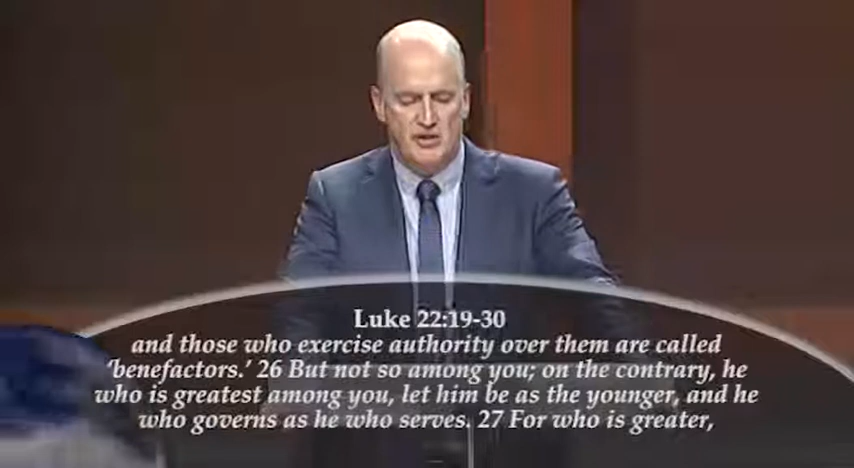 Luke 22:19-30
and those who exercise authority over them are called
'benefactors.' 26 But not so among you; on the contrary, he
who is greatest among you, let him be as the younger, and he
who governs as he who serves. 27 For who is greater,